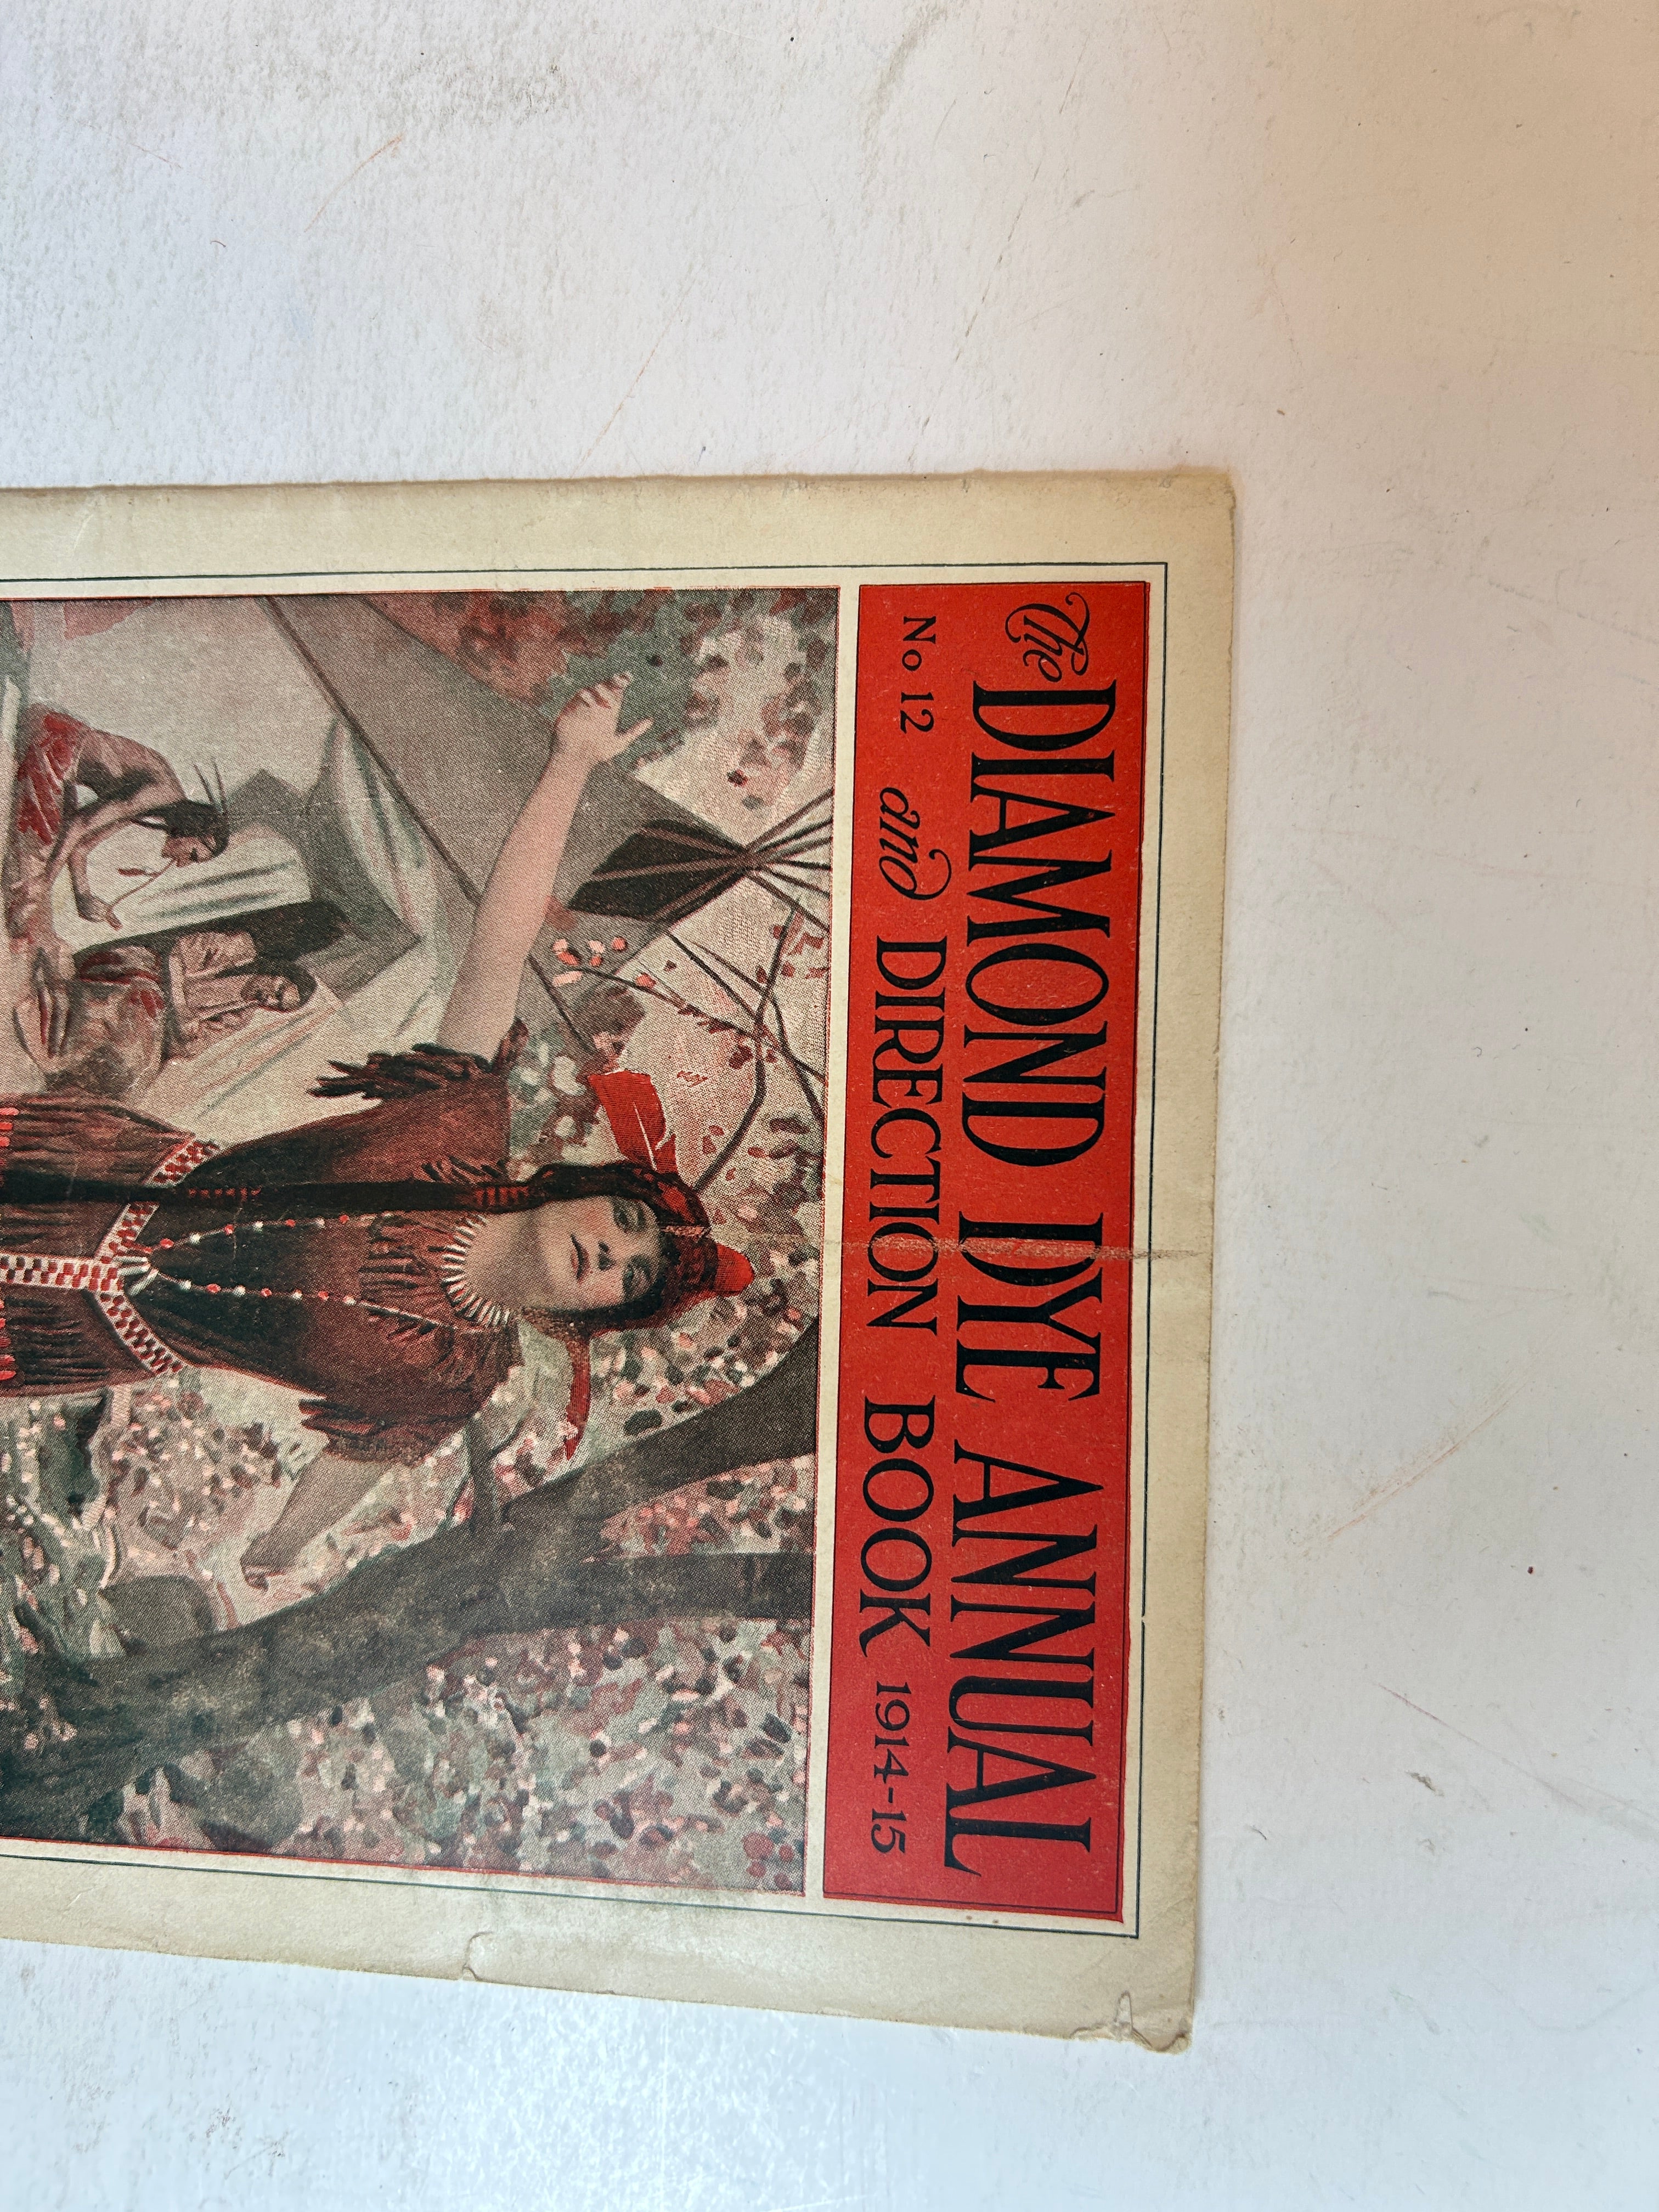 The DIAMOND DYE ANNUAL
No 12 and DIRECTION BOOK 1914-15